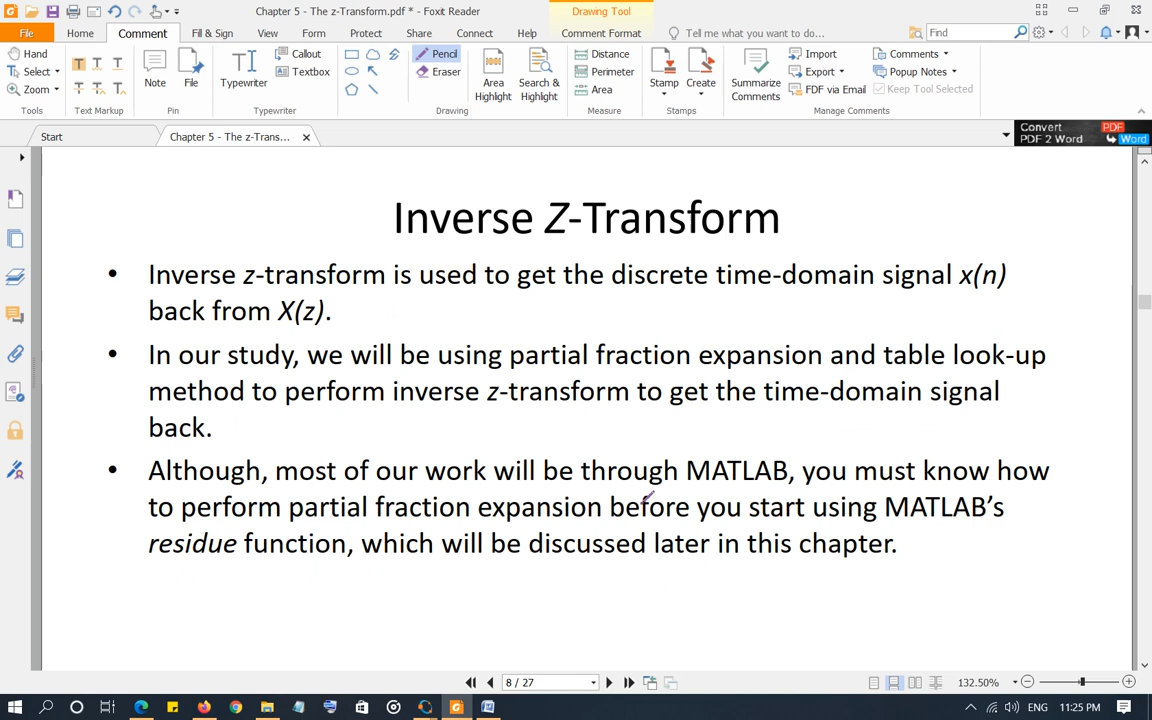 Chapter 5 - The z-Transform.pdf * - Foxit Reader
Drawing Tool
File Home Comment Fill & Sign View Form Protect Share Connect Help Comment Format Tell me what you want to do... Find
Hand
Select
Zoom
Tools
Text Markup
Note
File
Pin
Typewriter
Callout
Textbox
Typewriter
Pencil
Eraser
Drawing
Area Highlight
Search & Highlight
Distance
Perimeter
Area
Measure
Stamp
Create
Stamps
Summarize Comments
Import
Export
FDF via Email
Comments
Popup Notes
Keep Tool Selected
Manage Comments
Start
Chapter 5 - The z-Trans...
Convert PDF
PDF 2 Word Word
Inverse Z-Transform
• Inverse z-transform is used to get the discrete time-domain signal x(n)
back from X(z).
• In our study, we will be using partial fraction expansion and table look-up
method to perform inverse z-transform to get the time-domain signal
back.
• Although, most of our work will be through MATLAB, you must know how
to perform partial fraction expansion before you start using MATLAB’s
residue function, which will be discussed later in this chapter.
8 / 27
132.50%
ENG 11:25 PM